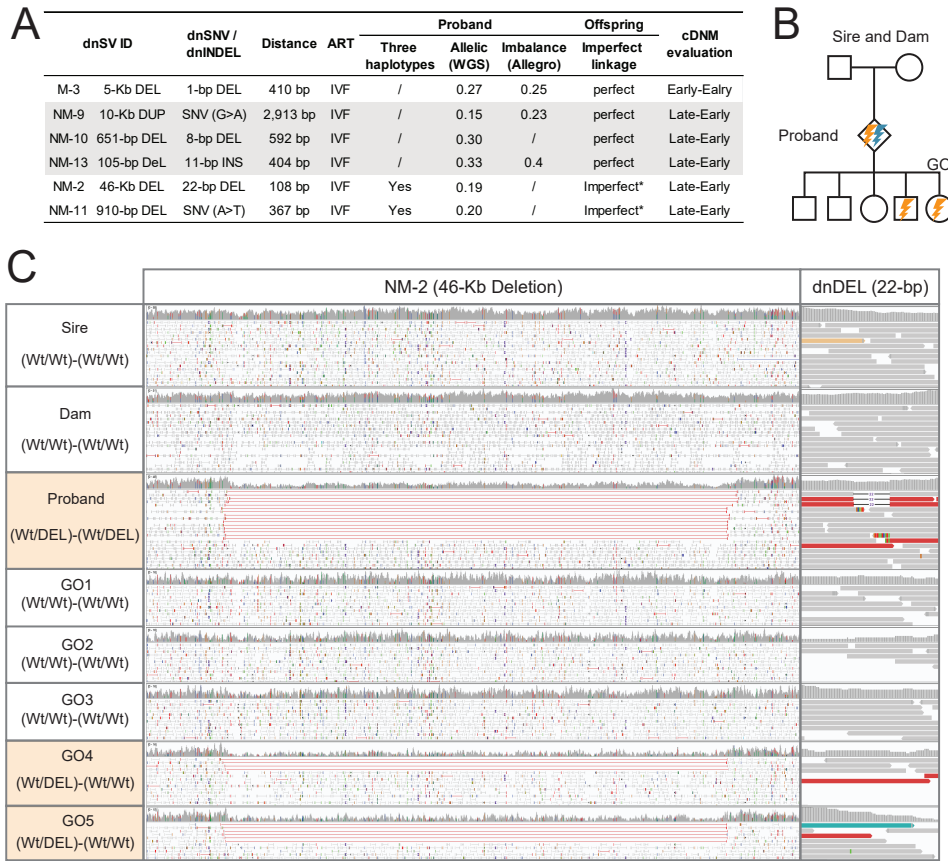 A
Proband Offspring
dnSV ID dnSNV / dnINDEL Distance ART Three haplotypes Allelic (WGS) Imbalance (Allegro) Imperfect linkage cDNM evaluation
M-3 5-Kb DEL 1-bp DEL 410 bp IVF / 0.27 0.25 perfect Early-Ealry
NM-9 10-Kb DUP SNV (G>A) 2,913 bp IVF / 0.15 0.23 perfect Late-Early
NM-10 651-bp DEL 8-bp DEL 592 bp IVF / 0.30 / perfect Late-Early
NM-13 105-bp DeL 11-bp INS 404 bp IVF / 0.33 0.4 perfect Late-Early
NM-2 46-Kb DEL 22-bp DEL 108 bp IVF Yes 0.19 / Imperfect* Late-Early
NM-11 910-bp DEL SNV (A>T) 367 bp IVF Yes 0.20 / Imperfect* Late-Early
B
Sire and Dam
Proband
GO
C
NM-2 (46-Kb Deletion) dnDEL (22-bp)
Sire
(Wt/Wt)-(Wt/Wt)
Dam
(Wt/Wt)-(Wt/Wt)
Proband
(Wt/DEL)-(Wt/DEL)
GO1
(Wt/Wt)-(Wt/Wt)
GO2
(Wt/Wt)-(Wt/Wt)
GO3
(Wt/Wt)-(Wt/Wt)
GO4
(Wt/DEL)-(Wt/Wt)
GO5
(Wt/DEL)-(Wt/Wt)